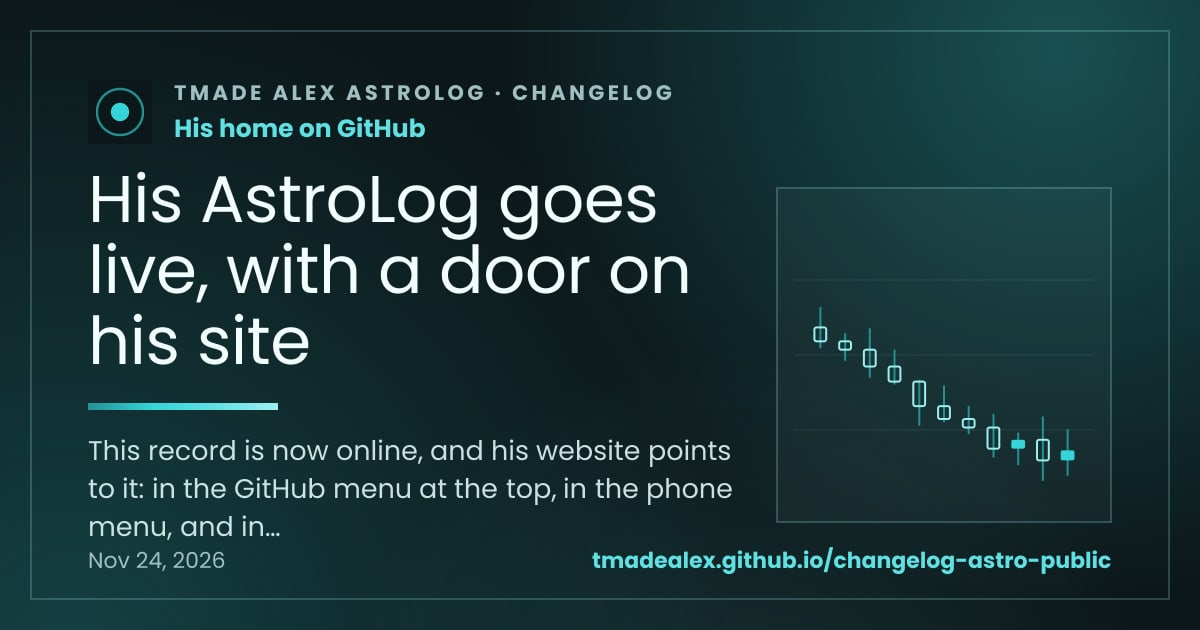 TMADE ALEX ASTROLOG · CHANGELOG
His home on GitHub
His AstroLog goes
live, with a door on
his site
This record is now online, and his website points
to it: in the GitHub menu at the top, in the phone
menu, and in…
Nov 24, 2026
tmadealex.github.io/changelog-astro-public